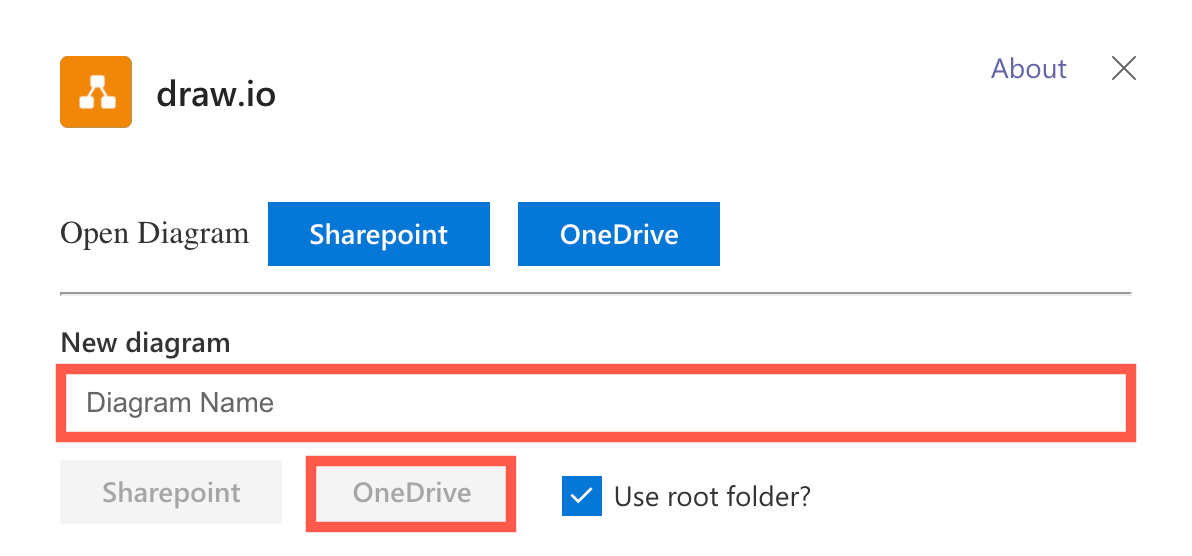 draw.io
About
Open Diagram Sharepoint OneDrive
New diagram
Diagram Name
Sharepoint OneDrive Use root folder?